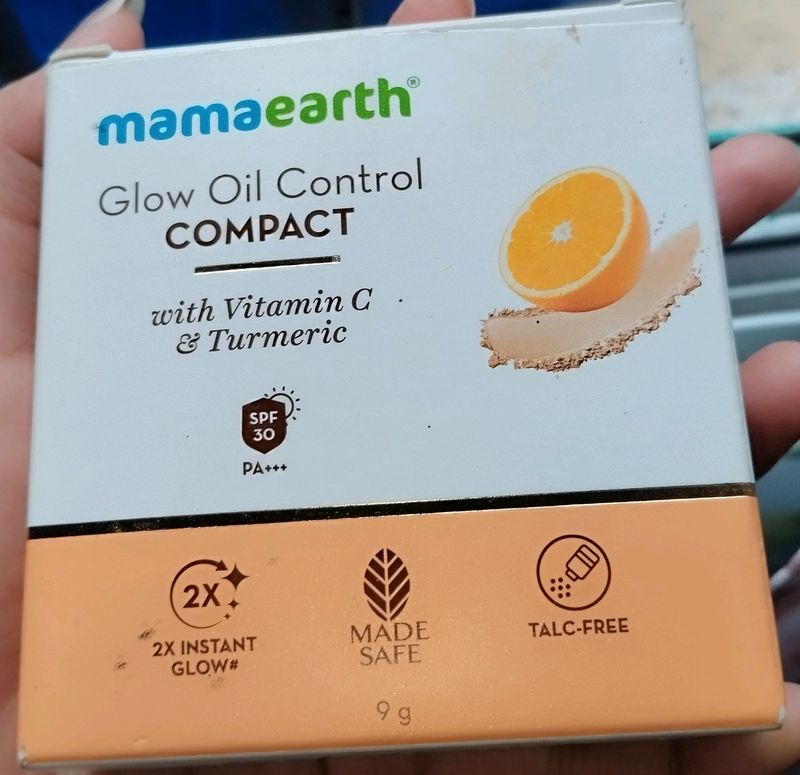 mamaearth®
Glow Oil Control
COMPACT
with Vitamin C
& Turmeric
SPF
30
PA+++
2X
2X INSTANT
GLOW#
MADE
SAFE
TALC-FREE
9 g